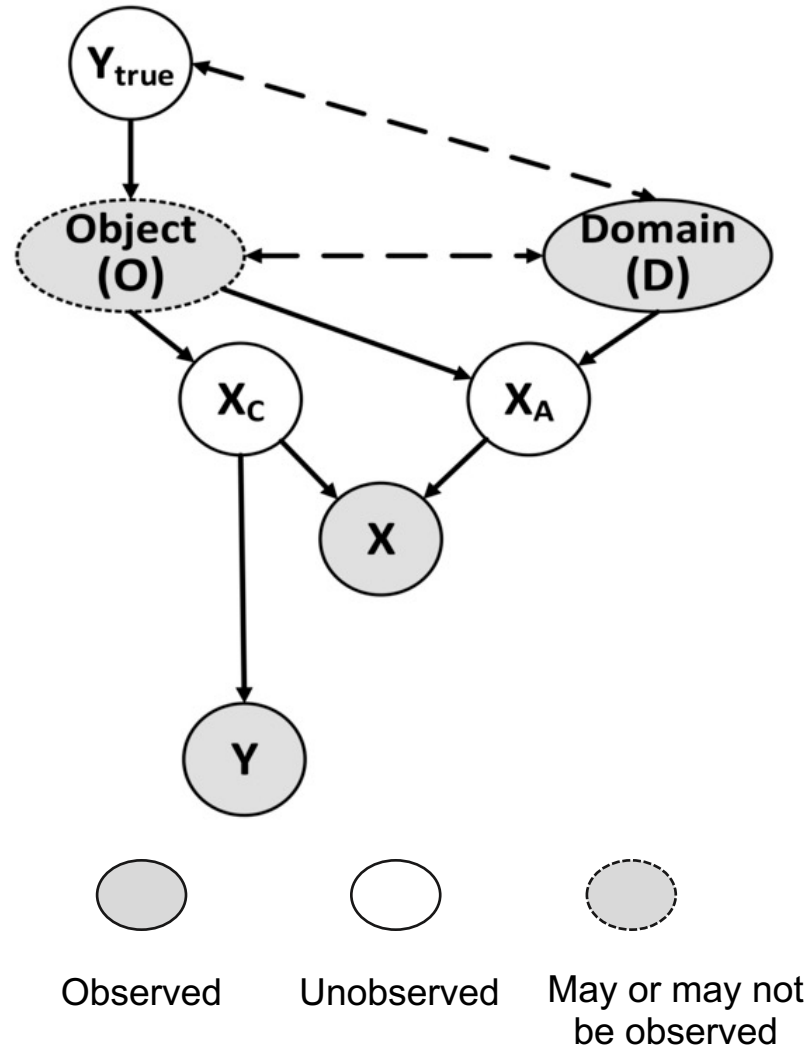 Y_true
Object
(O)
Domain
(D)
X_C
X_A
X
Y
Observed
Unobserved
May or may not
be observed